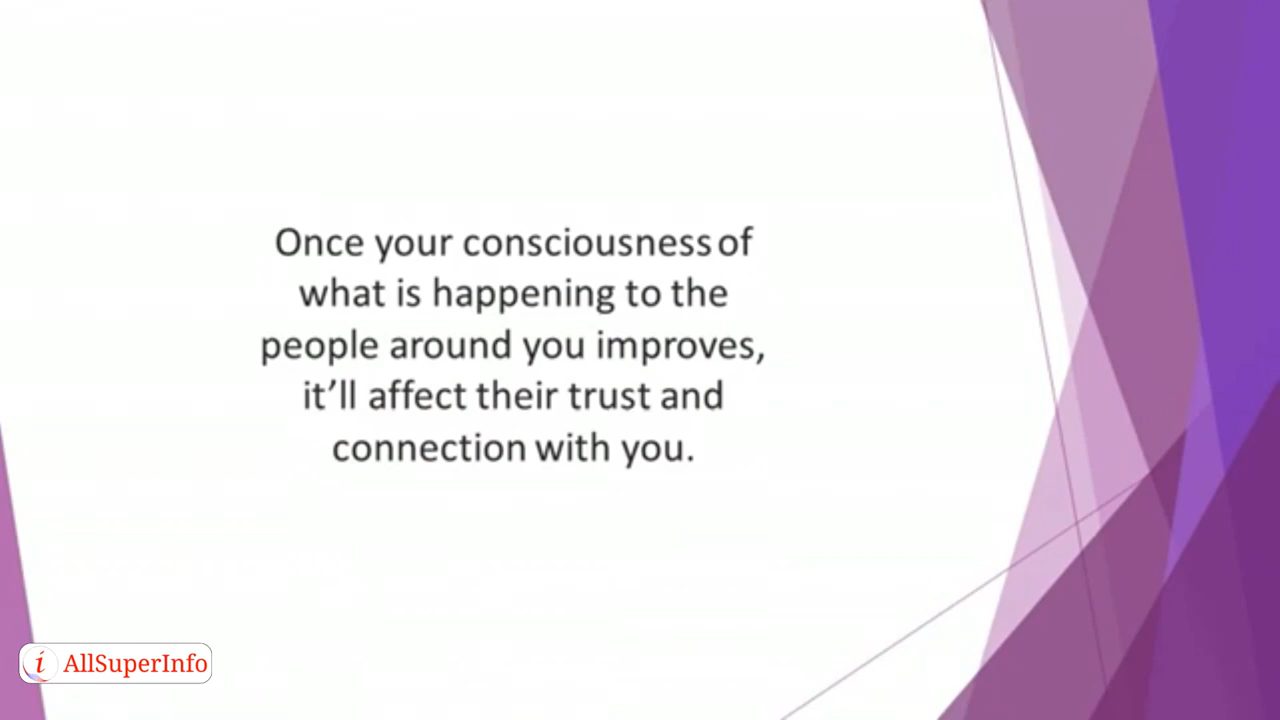 Once your consciousness of
what is happening to the
people around you improves,
it’ll affect their trust and
connection with you.
i AllSuperInfo